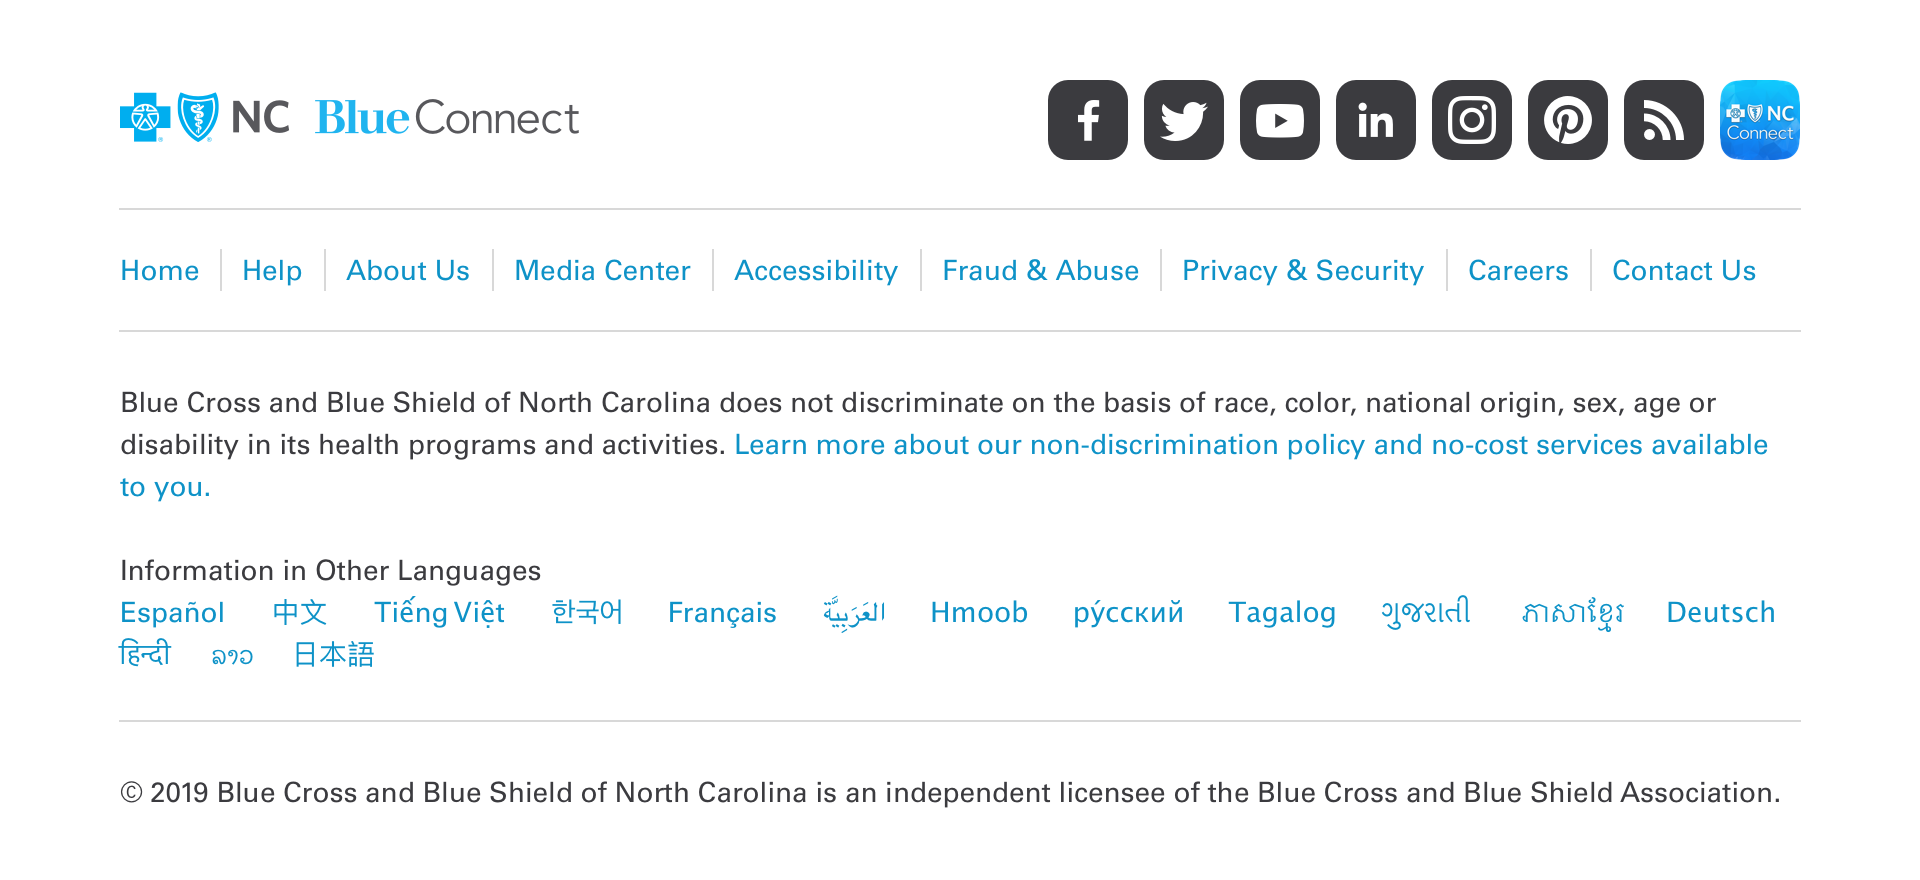 NC BlueConnect
NC
Connect
Home Help About Us Media Center Accessibility Fraud & Abuse Privacy & Security Careers Contact Us
Blue Cross and Blue Shield of North Carolina does not discriminate on the basis of race, color, national origin, sex, age or
disability in its health programs and activities. Learn more about our non-discrimination policy and no-cost services available
to you.
Information in Other Languages
Español 中文 Tiếng Việt 한국어 Français العَرَبِيَّة Hmoob ру́сский Tagalog ગુજરાતી ភាសាខ្មែរ Deutsch
हिन्दी ລາວ 日本語
© 2019 Blue Cross and Blue Shield of North Carolina is an independent licensee of the Blue Cross and Blue Shield Association.